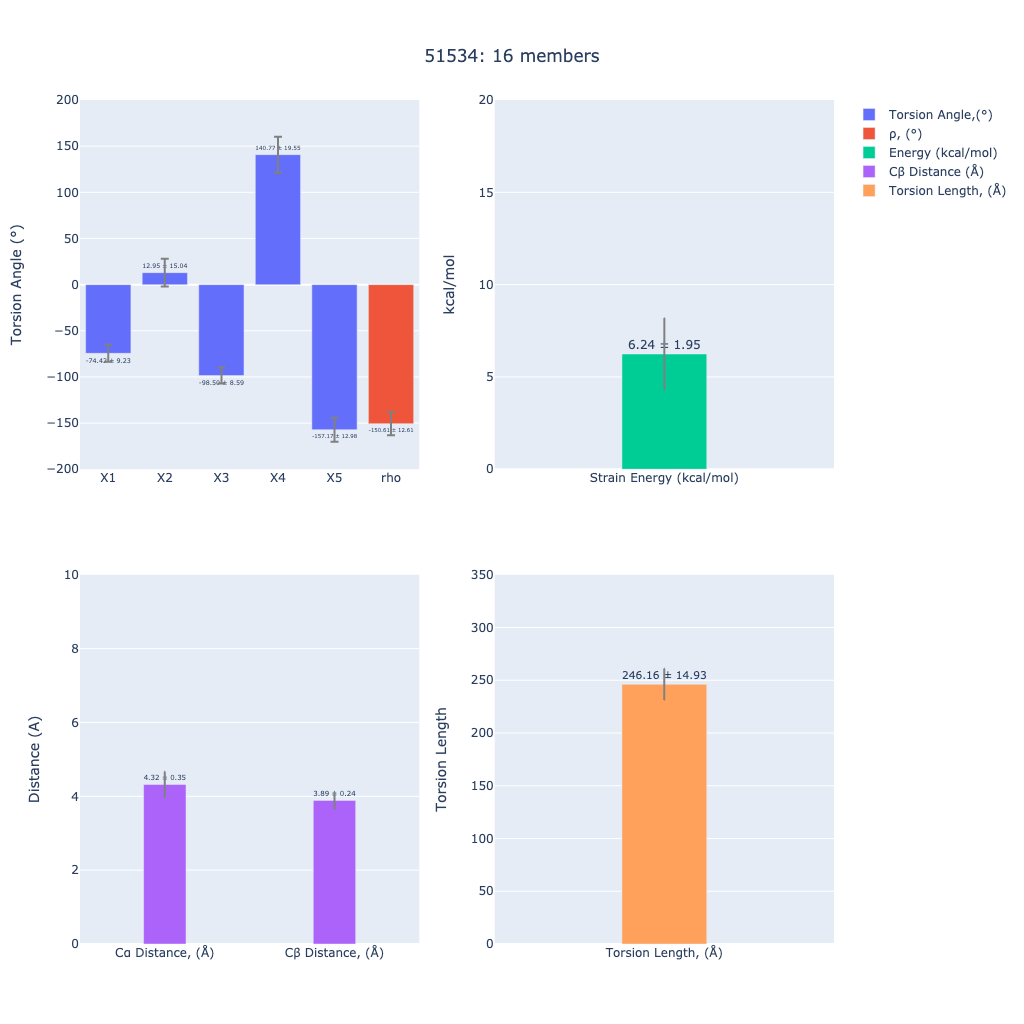 51534: 16 members
Torsion Angle (°)
200
150
100
50
0
−50
−100
−150
−200
140.77 ± 19.55
12.95 ± 15.04
-74.42 ± 9.23
± 8.59
-157.17 ± 12.98
-150.61 ± 12.61
X1 X2 X3 X4 X5 rho
kcal/mol
20
15
10
5
0
6.24 ± 1.95
Strain Energy (kcal/mol)
Torsion Angle,(°)
ρ, (°)
Energy (kcal/mol)
Cβ Distance (Å)
Torsion Length, (Å)
Distance (A)
10
8
6
4
2
0
4.32 ± 0.35
3.89 ± 0.24
Cα Distance, (Å) Cβ Distance, (Å)
Torsion Length
350
300
250
200
150
100
50
0
246.16 ± 14.93
Torsion Length, (Å)